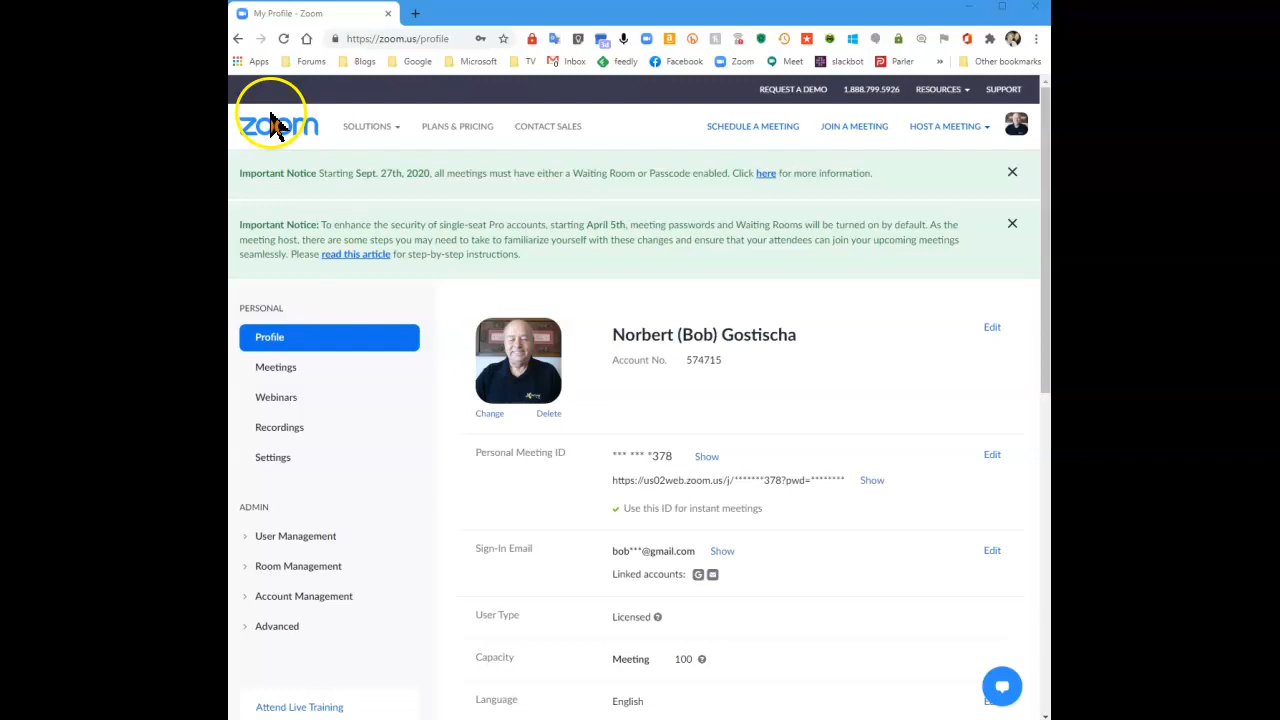 My Profile - Zoom
https://zoom.us/profile
Apps Forums Blogs Google Microsoft TV Inbox feedly Facebook Zoom Meet slackbot Parler » Other bookmarks
REQUEST A DEMO 1.888.799.5926 RESOURCES SUPPORT
zoom SOLUTIONS PLANS & PRICING CONTACT SALES SCHEDULE A MEETING JOIN A MEETING HOST A MEETING
Important Notice Starting Sept. 27th, 2020, all meetings must have either a Waiting Room or Passcode enabled. Click here for more information.
Important Notice: To enhance the security of single-seat Pro accounts, starting April 5th, meeting passwords and Waiting Rooms will be turned on by default. As the
meeting host, there are some steps you may need to take to familiarize yourself with these changes and ensure that your attendees can join your upcoming meetings
seamlessly. Please read this article for step-by-step instructions.
PERSONAL
Profile
Meetings
Webinars
Recordings
Settings
ADMIN
User Management
Room Management
Account Management
Advanced
Attend Live Training
Norbert (Bob) Gostischa Edit
Account No. 574715
Change Delete
Personal Meeting ID *** *** *378 Show Edit
https://us02web.zoom.us/j/*******378?pwd=******** Show
Use this ID for instant meetings
Sign-In Email bob***@gmail.com Show Edit
Linked accounts:
User Type Licensed
Capacity Meeting 100
Language English